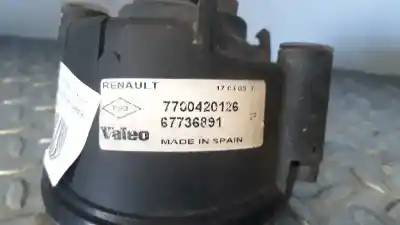 RENAULT
7700420126
67736891
Valeo
MADE IN SPAIN